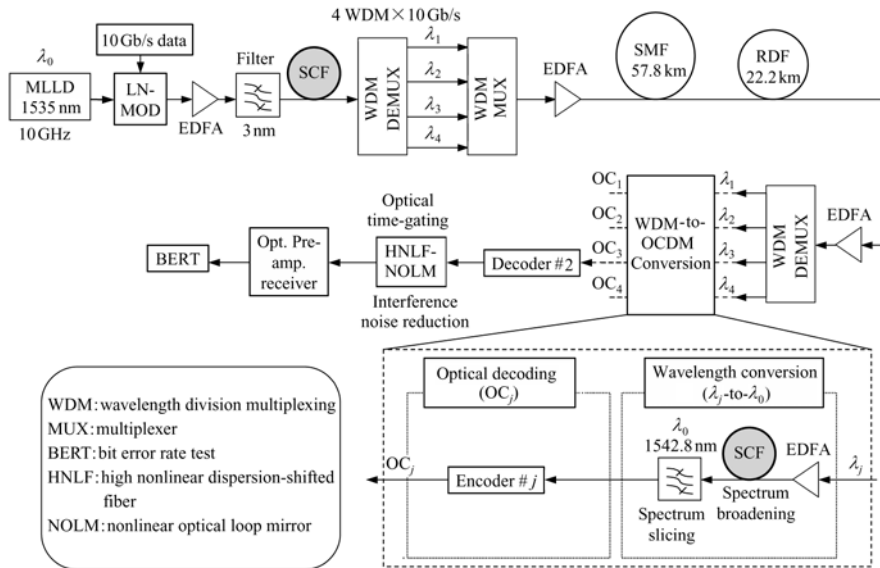 4 WDM×10 Gb/s
λ0
10 Gb/s data
MLLD
1535 nm
10 GHz
LN-
MOD
EDFA
Filter
3 nm
SCF
WDM
DEMUX
λ1
λ2
λ3
λ4
WDM
MUX
EDFA
SMF
57.8 km
RDF
22.2 km
BERT
Opt. Pre-
amp.
receiver
Optical
time-gating
HNLF-
NOLM
Interference
noise reduction
Decoder #2
OC1
OC2
OC3
OC4
WDM-to-
OCDM
Conversion
λ1
λ2
λ3
λ4
WDM
DEMUX
EDFA
WDM:wavelength division multiplexing
MUX:multiplexer
BERT:bit error rate test
HNLF:high nonlinear dispersion-shifted
fiber
NOLM:nonlinear optical loop mirror
Optical decoding
(OCj)
OCj
Encoder # j
Wavelength conversion
(λj-to-λ0)
λ0
1542.8 nm
Spectrum
slicing
SCF
Spectrum
broadening
EDFA
λj